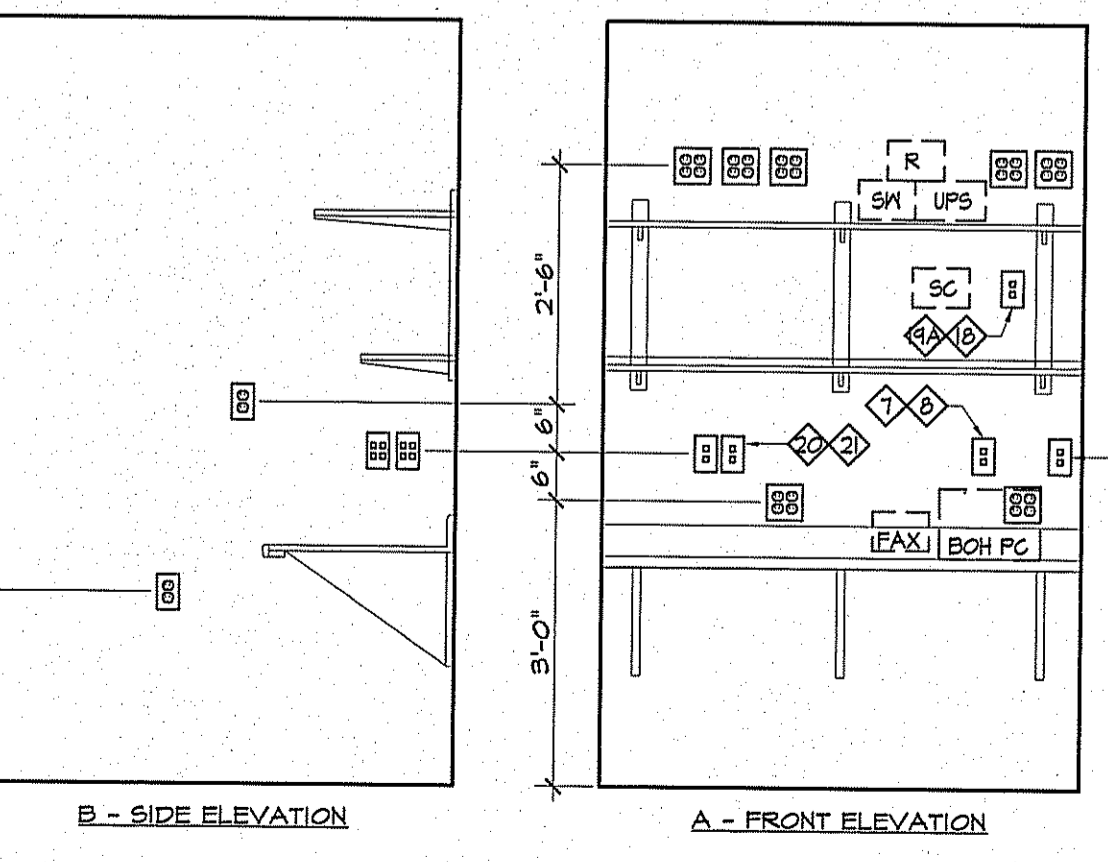 R
SW UPS
2'-6"
SC
9A 18
7 8
6"
20 21
6"
FAX BOH PC
3'-0"
B - SIDE ELEVATION
A - FRONT ELEVATION